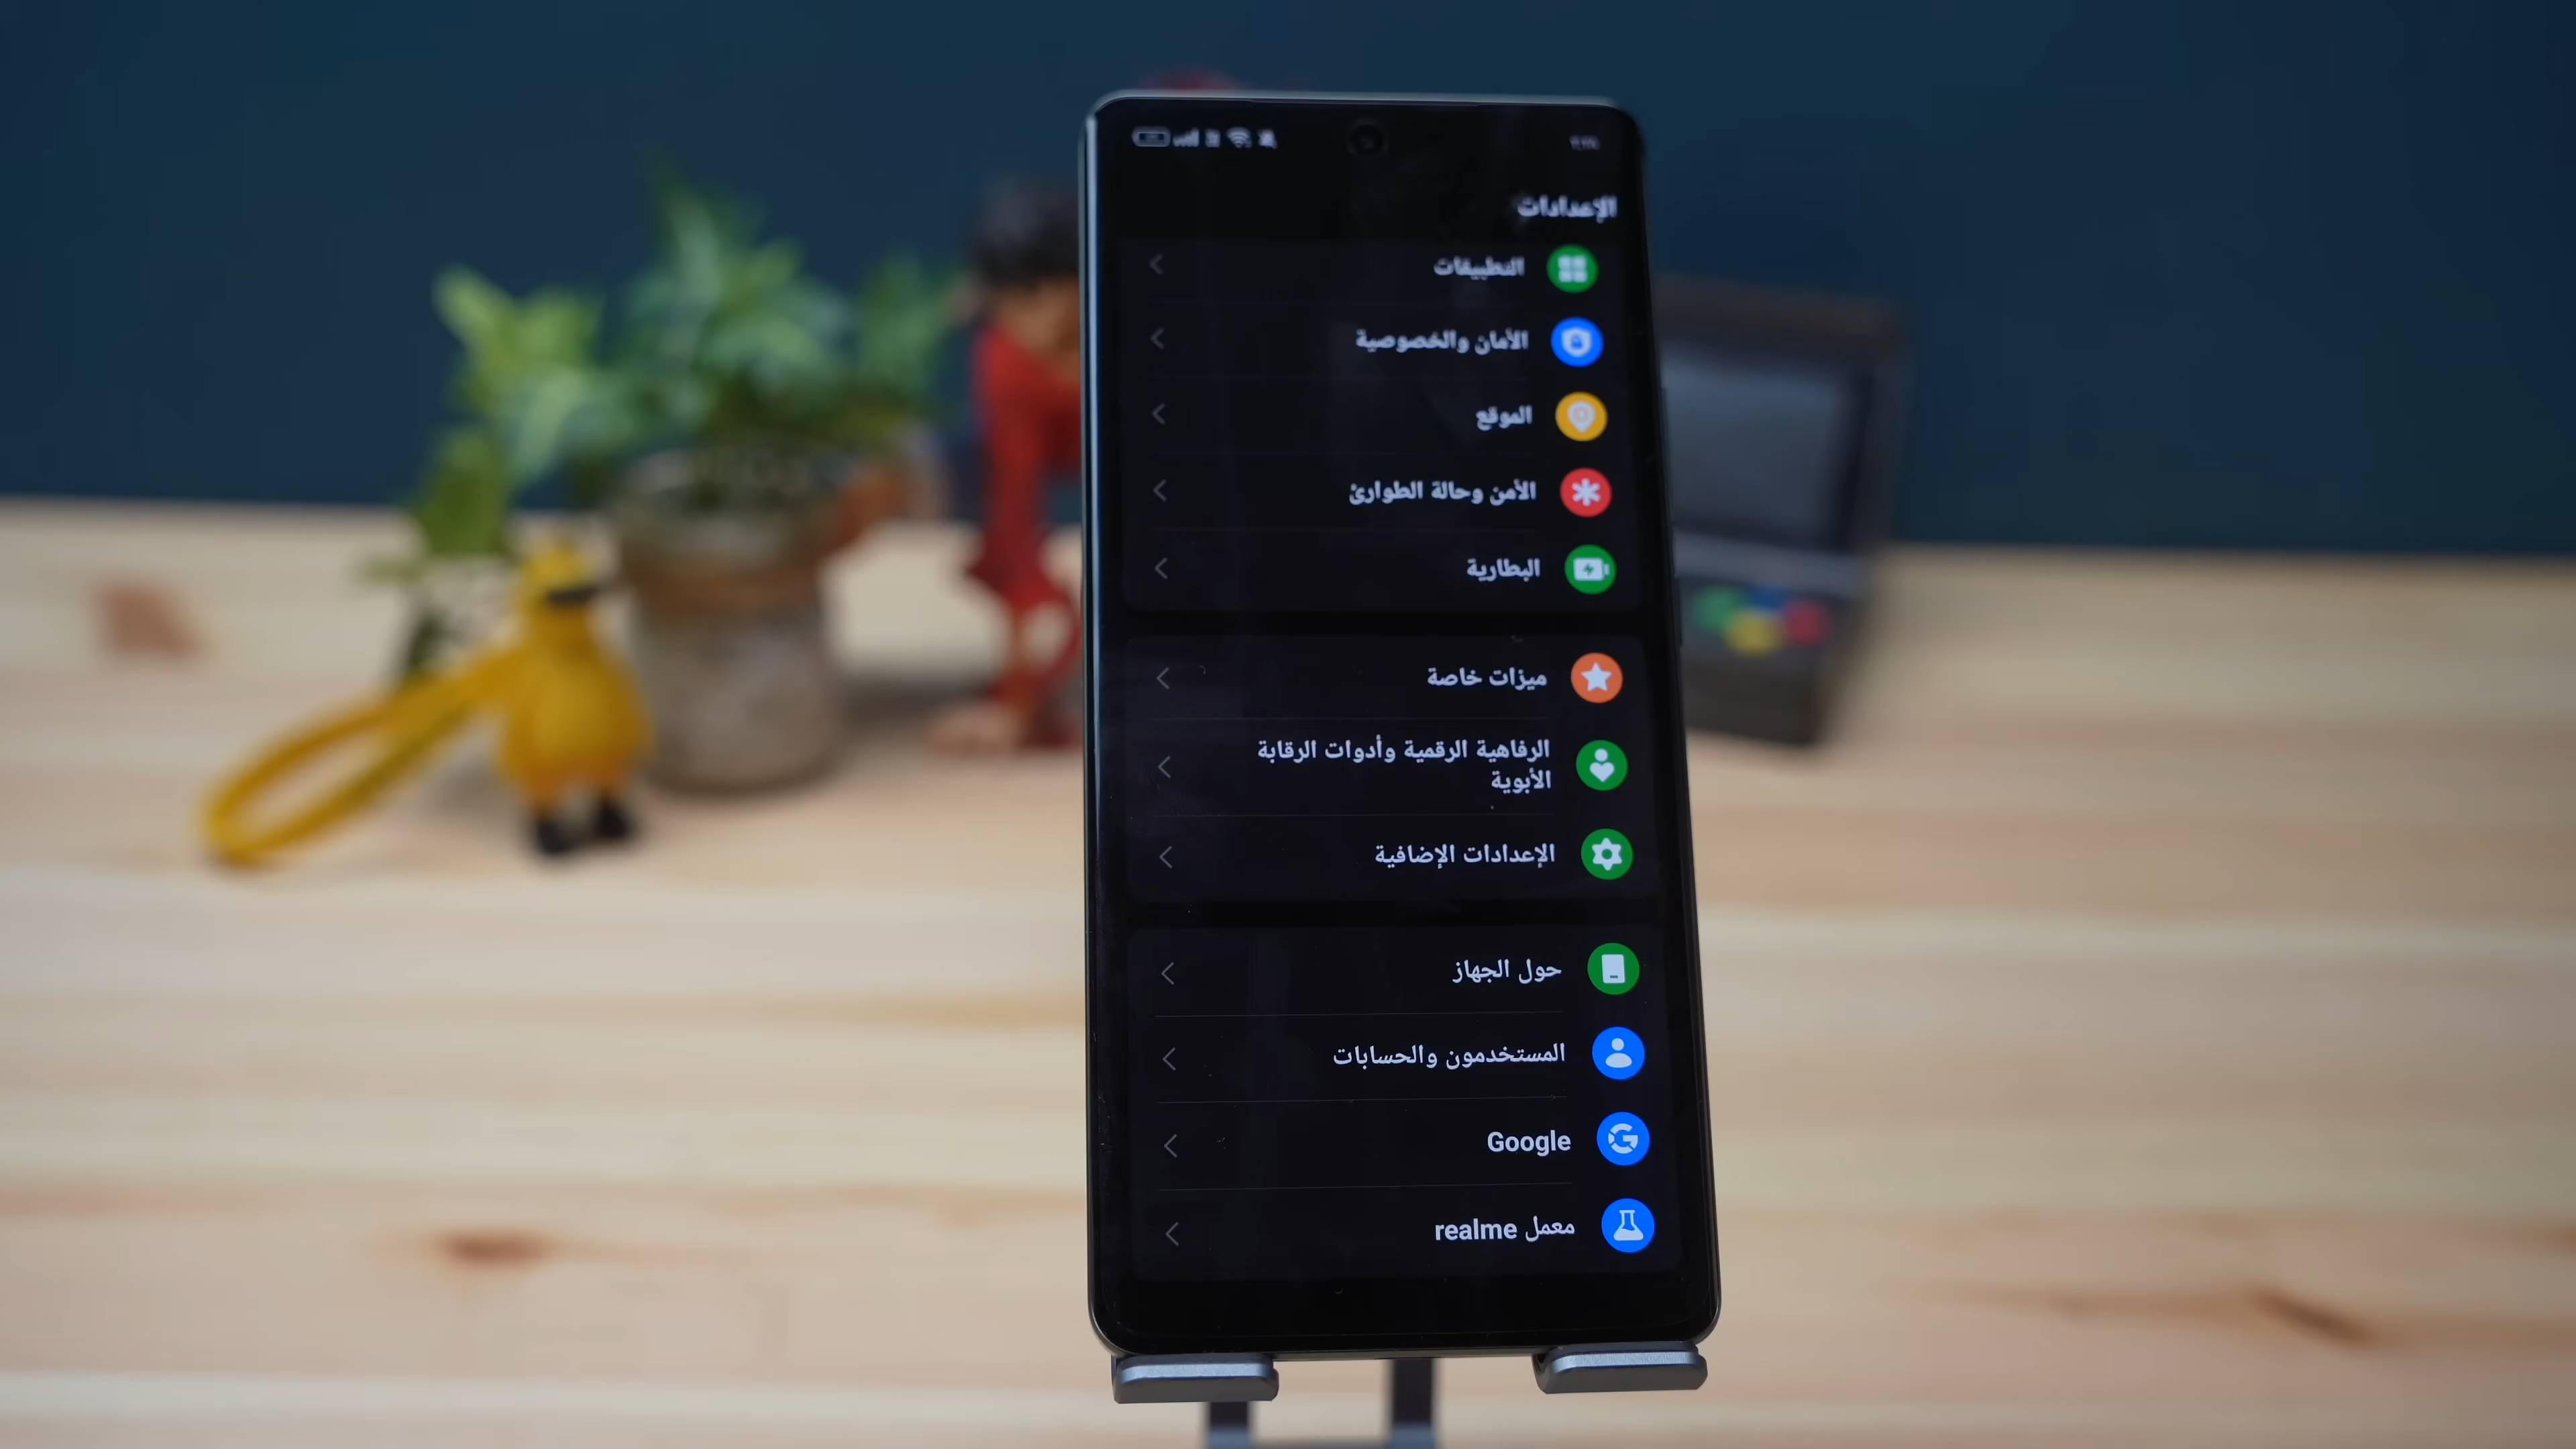 الإعدادات
التطبيقات
الأمان والخصوصية
الموقع
الأمن وحالة الطوارئ
البطارية
ميزات خاصة
الرفاهية الرقمية وأدوات الرقابة
الأبوية
الإعدادات الإضافية
حول الجهاز
المستخدمون والحسابات
Google
معمل realme